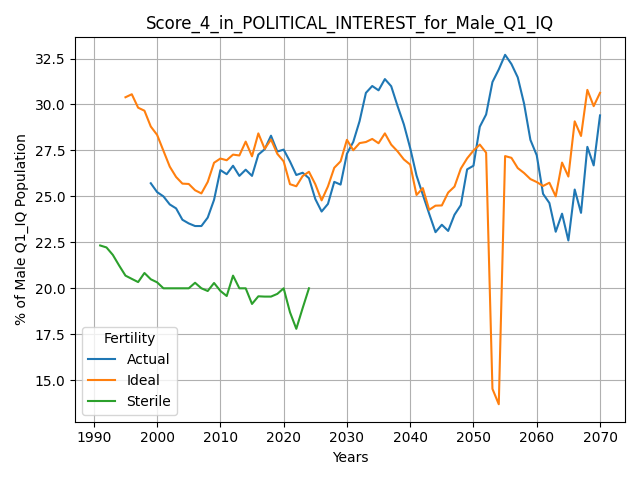 Score_4_in_POLITICAL_INTEREST_for_Male_Q1_IQ
% of Male Q1_IQ Population
32.5
30.0
27.5
25.0
22.5
20.0
17.5
15.0
Fertility
Actual
Ideal
Sterile
1990 2000 2010 2020 2030 2040 2050 2060 2070
Years